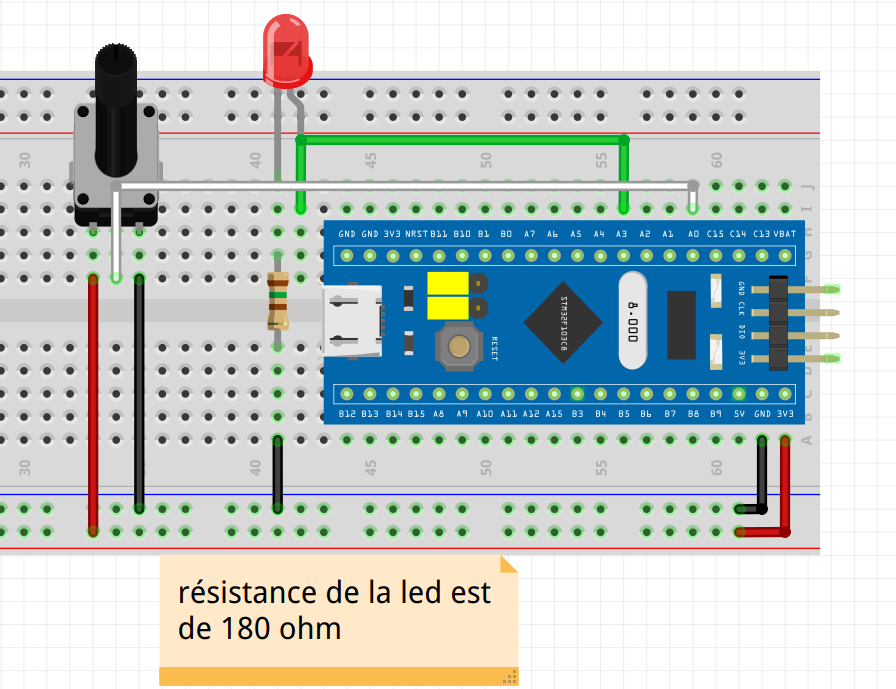 30
40
45
50
55
60
J
I
H
G
GND GND 3V3 NRST B11 B10 B1 B0 A7 A6 A5 A4 A3 A2 A1 A0 C15 C14 C13 VBAT
GND CLK DIO 3V3
STM32F103C8
8.000
RESET
B12 B13 B14 B15 A8 A9 A10 A11 A12 A15 B3 B4 B5 B6 B7 B8 B9 5V GND 3V3
F
E
D
C
B
A
30
40
45
50
55
60
résistance de la led est
de 180 ohm